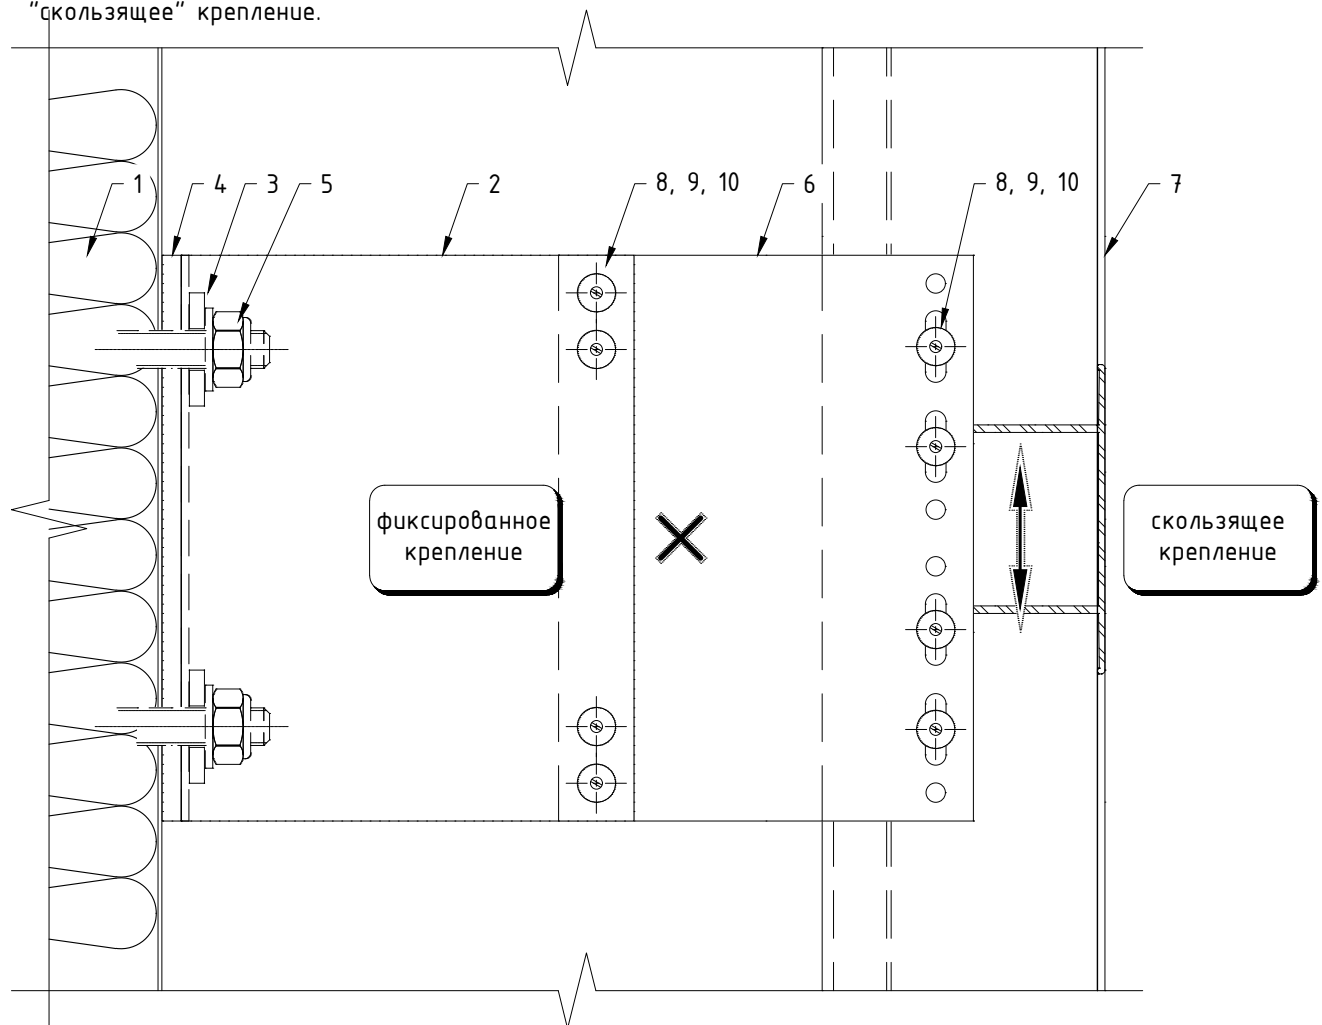 "скользящее" крепление.
1
4
3
5
2
8, 9, 10
6
8, 9, 10
7
фиксированное
крепление
скользящее
крепление